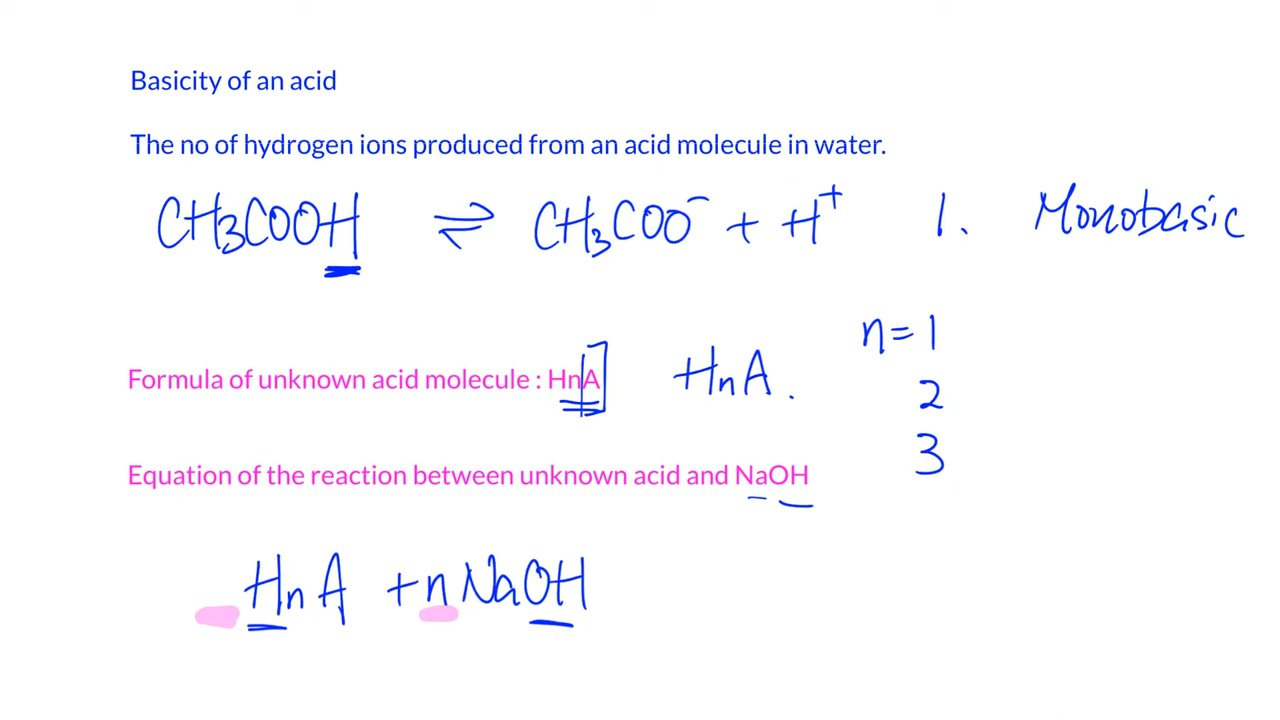 Basicity of an acid
The no of hydrogen ions produced from an acid molecule in water.
CH₃COOH ⇌ CH₃COO⁻ + H⁺ 1. Monobasic
n = 1
Formula of unknown acid molecule : HnA HnA.
2
3
Equation of the reaction between unknown acid and NaOH
HnA + n NaOH